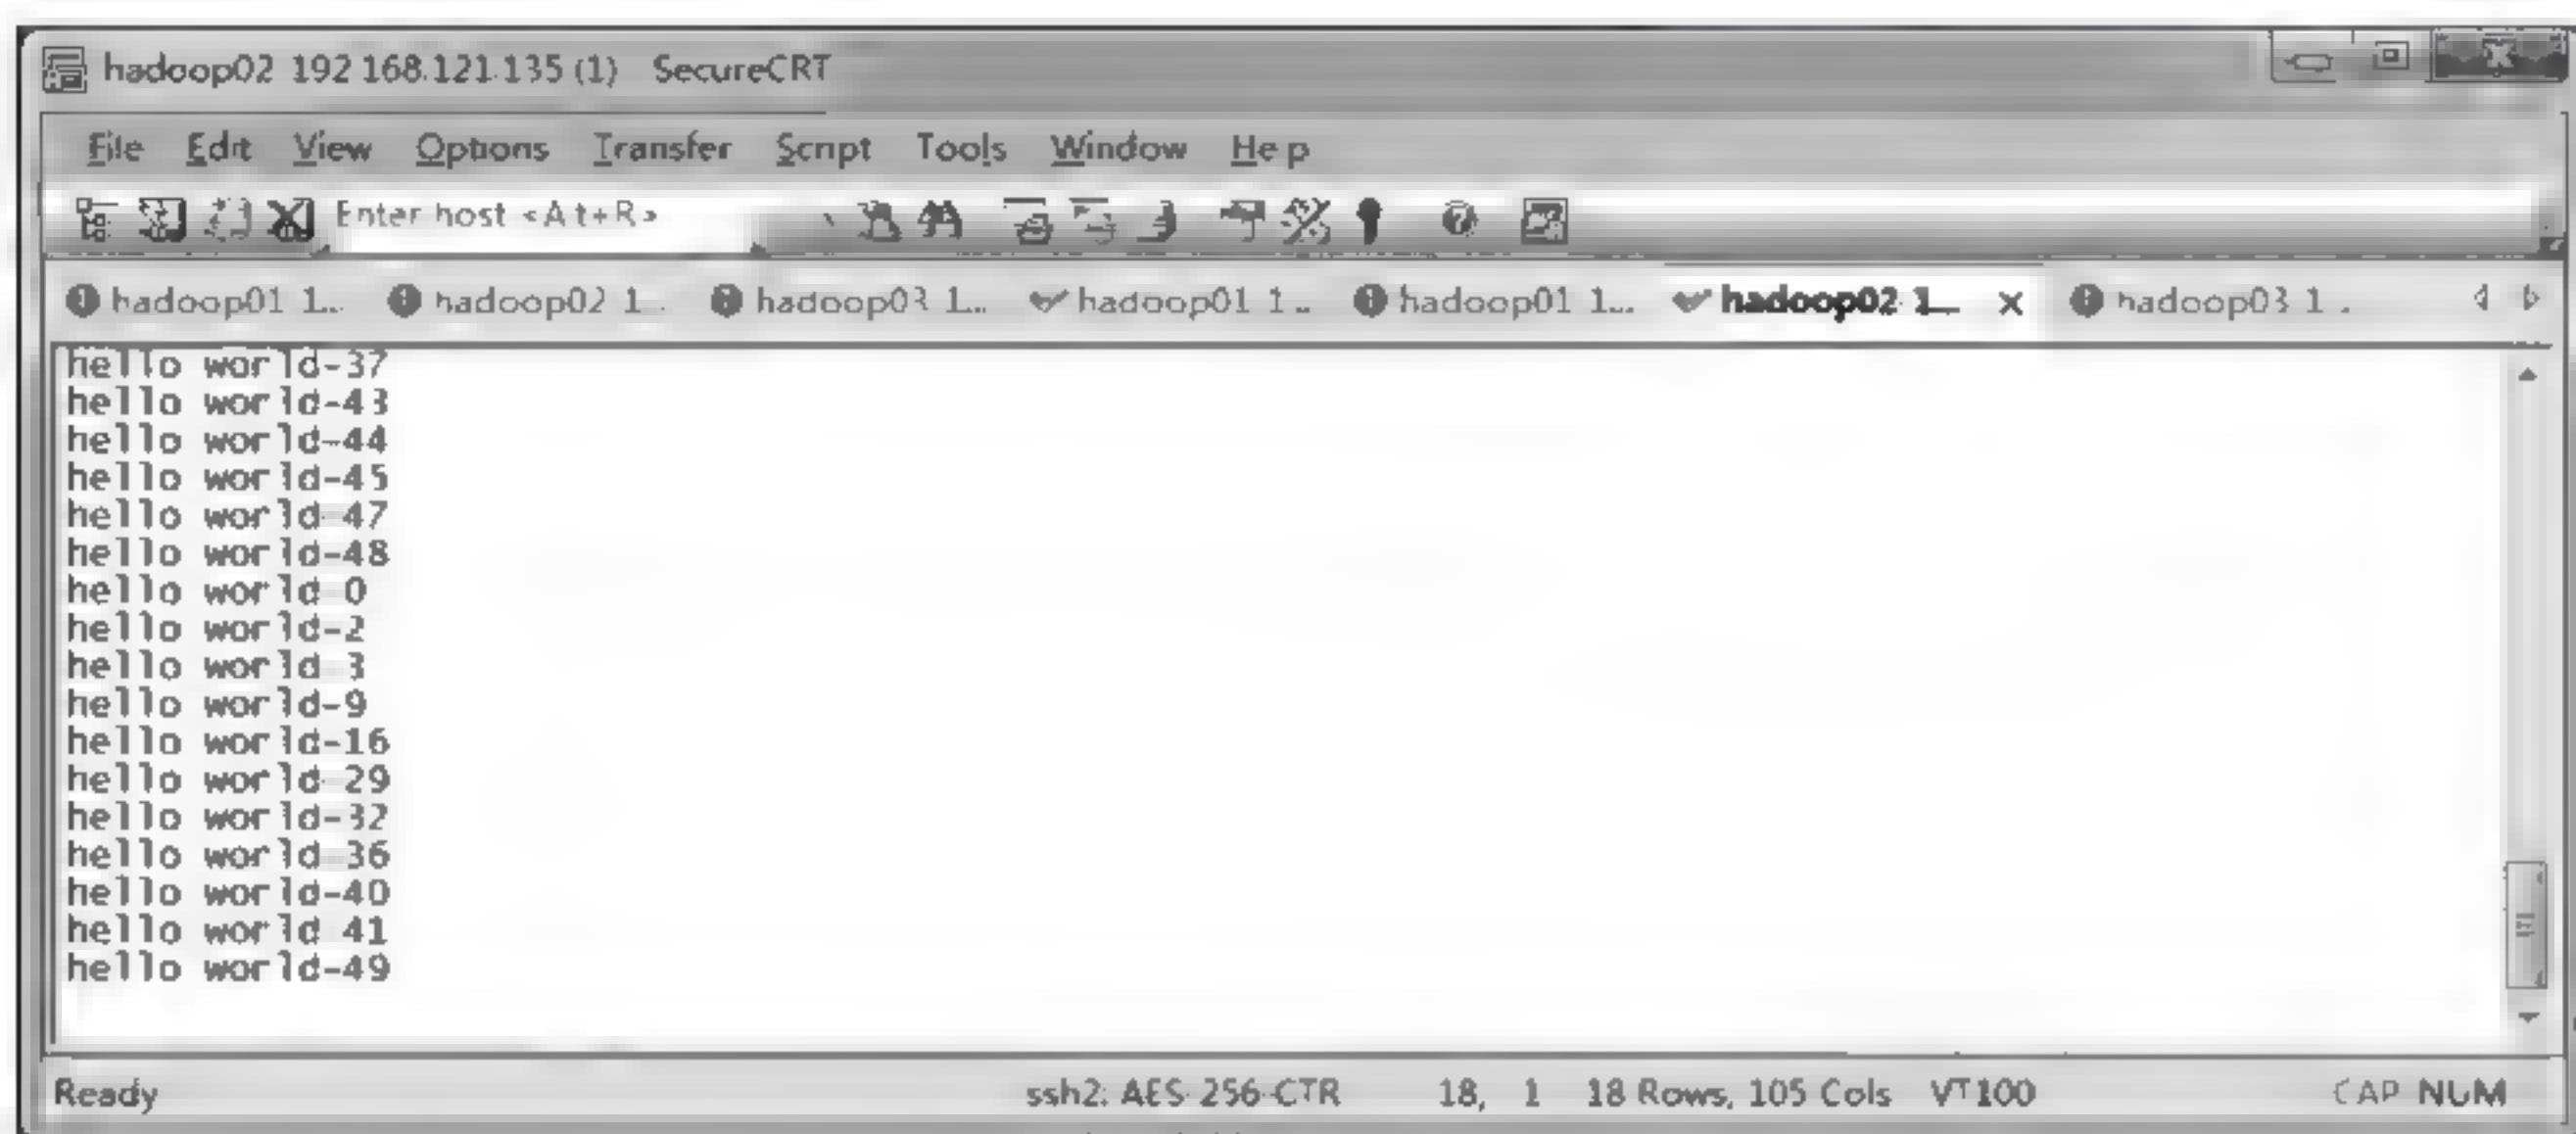 hadoop02 192 168.121.135 (1) SecureCRT
File Edit View Options Transfer Script Tools Window Help
Enter host <Alt+R>
hadoop01 1... hadoop02 1... hadoop03 1... hadoop01 1... hadoop01 1... hadoop02 1... × hadoop03 1...
hello world-37
hello world-43
hello world-44
hello world-45
hello world-47
hello world-48
hello world-0
hello world-2
hello world-3
hello world-9
hello world-16
hello world-29
hello world-32
hello world-36
hello world-40
hello world-41
hello world-49
Ready ssh2: AES-256-CTR 18, 1 18 Rows, 105 Cols VT100 CAP NUM